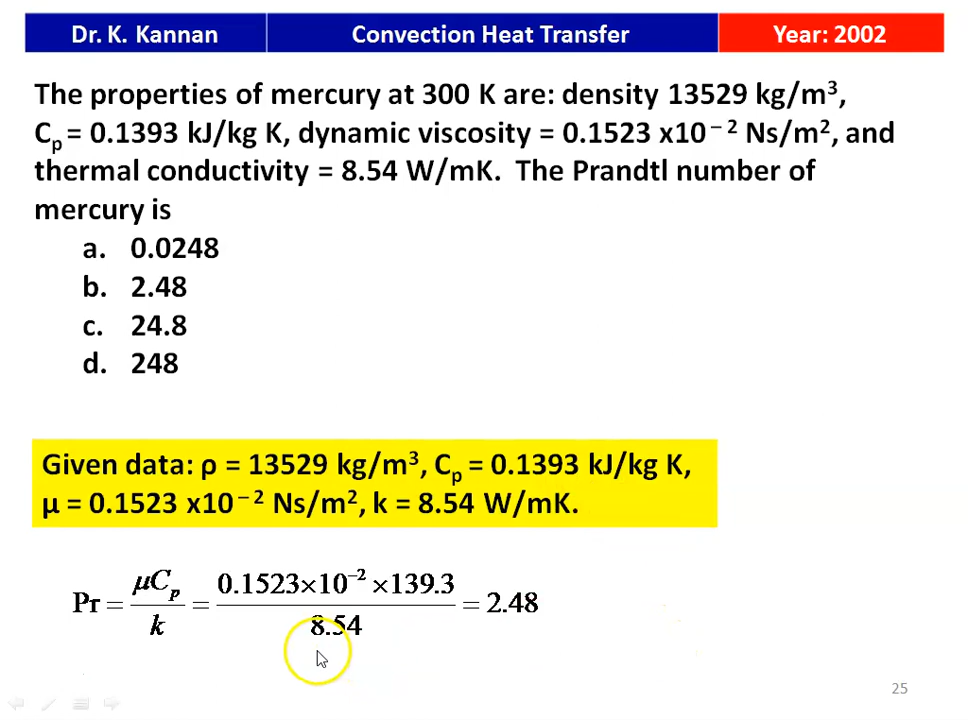 Dr. K. Kannan Convection Heat Transfer Year: 2002
The properties of mercury at 300 K are: density 13529 kg/m³,
Cₚ = 0.1393 kJ/kg K, dynamic viscosity = 0.1523 x10⁻² Ns/m², and
thermal conductivity = 8.54 W/mK. The Prandtl number of
mercury is
a. 0.0248
b. 2.48
c. 24.8
d. 248
Given data: ρ = 13529 kg/m³, Cₚ = 0.1393 kJ/kg K,
μ = 0.1523 x10⁻² Ns/m², k = 8.54 W/mK.
Pr = μCₚ / k = 0.1523×10⁻² ×139.3 / 8.54 = 2.48
25